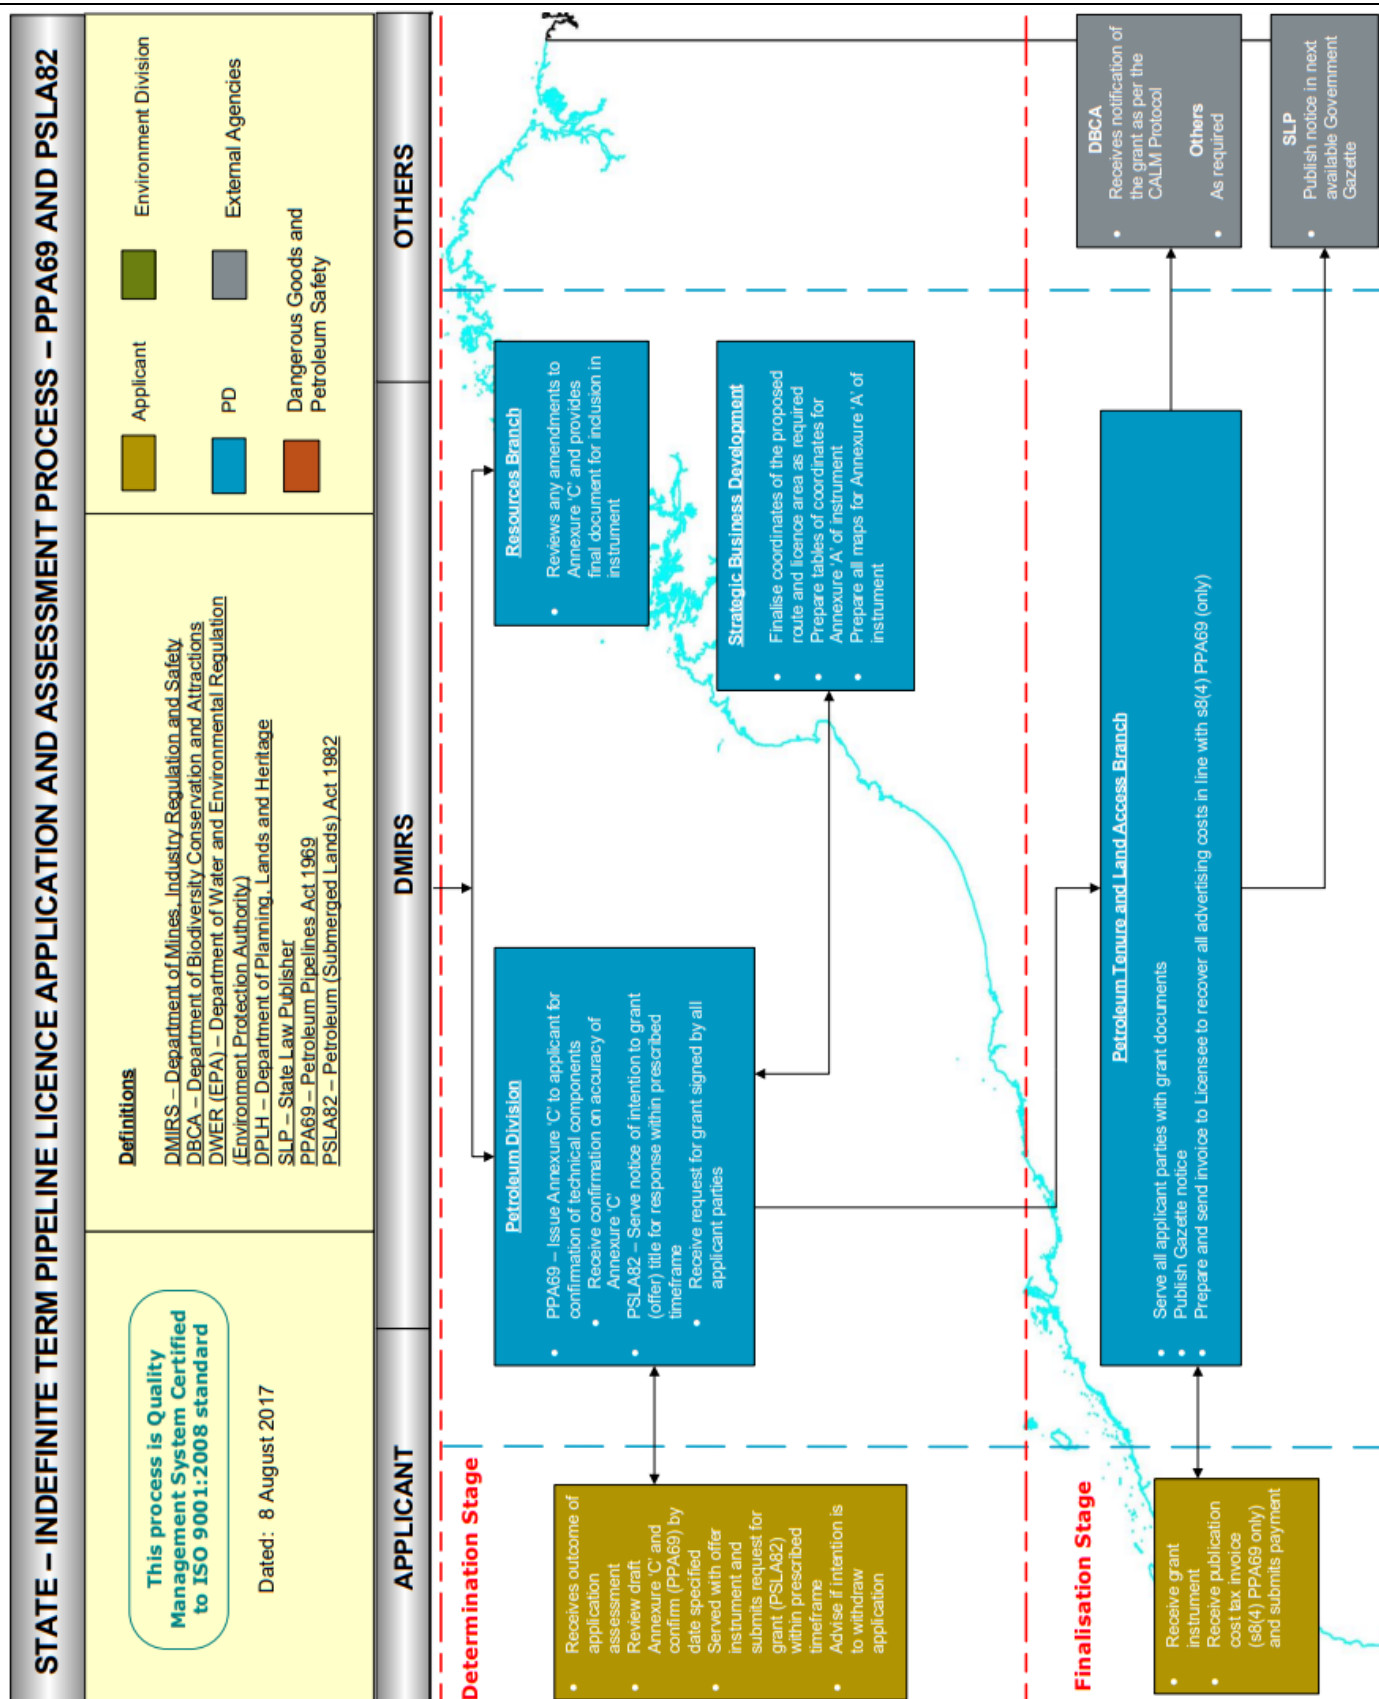 STATE – INDEFINITE TERM PIPELINE LICENCE APPLICATION AND ASSESSMENT PROCESS – PPA69 AND PSLA82
This process is Quality
Management System Certified
to ISO 9001:2008 standard
Dated: 8 August 2017
Definitions
DMIRS – Department of Mines, Industry Regulation and Safety
DBCA – Department of Biodiversity Conservation and Attractions
DWER (EPA) – Department of Water and Environmental Regulation
(Environment Protection Authority)
DPLH – Department of Planning, Lands and Heritage
SLP – State Law Publisher
PPA69 – Petroleum Pipelines Act 1969
PSLA82 – Petroleum (Submerged Lands) Act 1982
Applicant
Environment Division
PD
External Agencies
Dangerous Goods and
Petroleum Safety
APPLICANT
DMIRS
OTHERS
Determination Stage
• Receives outcome of
application
assessment
• Review draft
Annexure 'C' and
confirm (PPA69) by
date specified
• Served with offer
instrument and
submits request for
grant (PSLA82)
within prescribed
timeframe
• Advise if intention is
to withdraw
application
Petroleum Division
• PPA69 – Issue Annexure 'C' to applicant for
confirmation of technical components
• Receive confirmation on accuracy of
Annexure 'C'
• PSLA82 – Serve notice of intention to grant
(offer) title for response within prescribed
timeframe
• Receive request for grant signed by all
applicant parties
Resources Branch
• Reviews any amendments to
Annexure 'C' and provides
final document for inclusion in
instrument
Strategic Business Development
• Finalise coordinates of the proposed
route and licence area as required
• Prepare tables of coordinates for
Annexure 'A' of instrument
• Prepare all maps for Annexure 'A' of
instrument
Finalisation Stage
• Receive grant
instrument
• Receive publication
cost tax invoice
(s8(4) PPA69 only)
and submits payment
Petroleum Tenure and Land Access Branch
• Serve all applicant parties with grant documents
• Publish Gazette notice
• Prepare and send invoice to Licensee to recover all advertising costs in line with s8(4) PPA69 (only)
DBCA
• Receives notification of
the grant as per the
CALM Protocol
Others
• As required
SLP
• Publish notice in next
available Government
Gazette